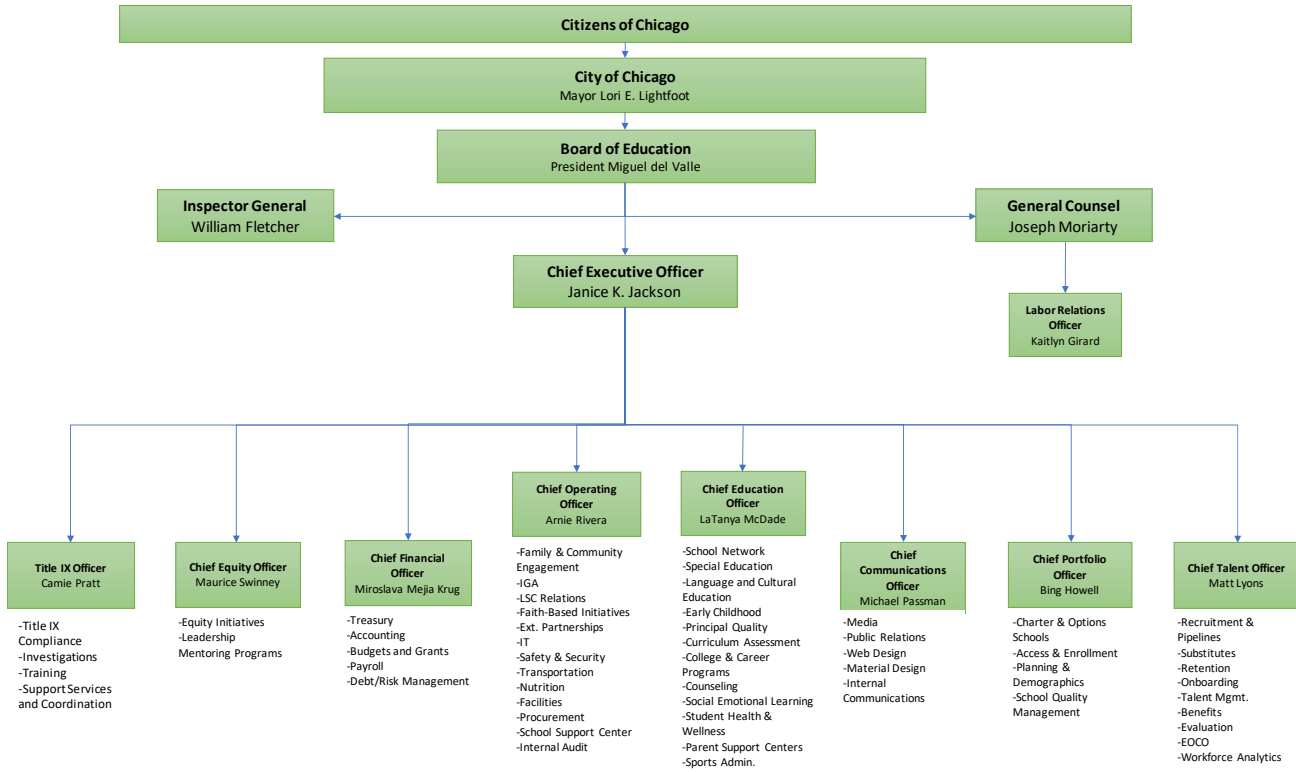 Citizens of Chicago
City of Chicago
Mayor Lori E. Lightfoot
Board of Education
President Miguel del Valle
Inspector General
William Fletcher
General Counsel
Joseph Moriarty
Chief Executive Officer
Janice K. Jackson
Labor Relations
Officer
Kaitlyn Girard
Title IX Officer
Camie Pratt
-Title IX
Compliance
-Investigations
-Training
-Support Services
and Coordination
Chief Equity Officer
Maurice Swinney
-Equity Initiatives
-Leadership
Mentoring Programs
Chief Financial
Officer
Miroslava Mejia Krug
-Treasury
-Accounting
-Budgets and Grants
-Payroll
-Debt/Risk Management
Chief Operating
Officer
Arnie Rivera
-Family & Community
Engagement
-IGA
-LSC Relations
-Faith-Based Initiatives
-Ext. Partnerships
-IT
-Safety & Security
-Transportation
-Nutrition
-Facilities
-Procurement
-School Support Center
-Internal Audit
Chief Education
Officer
LaTanya McDade
-School Network
-Special Education
-Language and Cultural
Education
-Early Childhood
-Principal Quality
-Curriculum Assessment
-College & Career
Programs
-Counseling
-Social Emotional Learning
-Student Health &
Wellness
-Parent Support Centers
-Sports Admin.
Chief
Communications
Officer
Michael Passman
-Media
-Public Relations
-Web Design
-Material Design
-Internal
Communications
Chief Portfolio
Officer
Bing Howell
-Charter & Options
Schools
-Access & Enrollment
-Planning &
Demographics
-School Quality
Management
Chief Talent Officer
Matt Lyons
-Recruitment &
Pipelines
-Substitutes
-Retention
-Onboarding
-Talent Mgmt.
-Benefits
-Evaluation
-EOCO
-Workforce Analytics